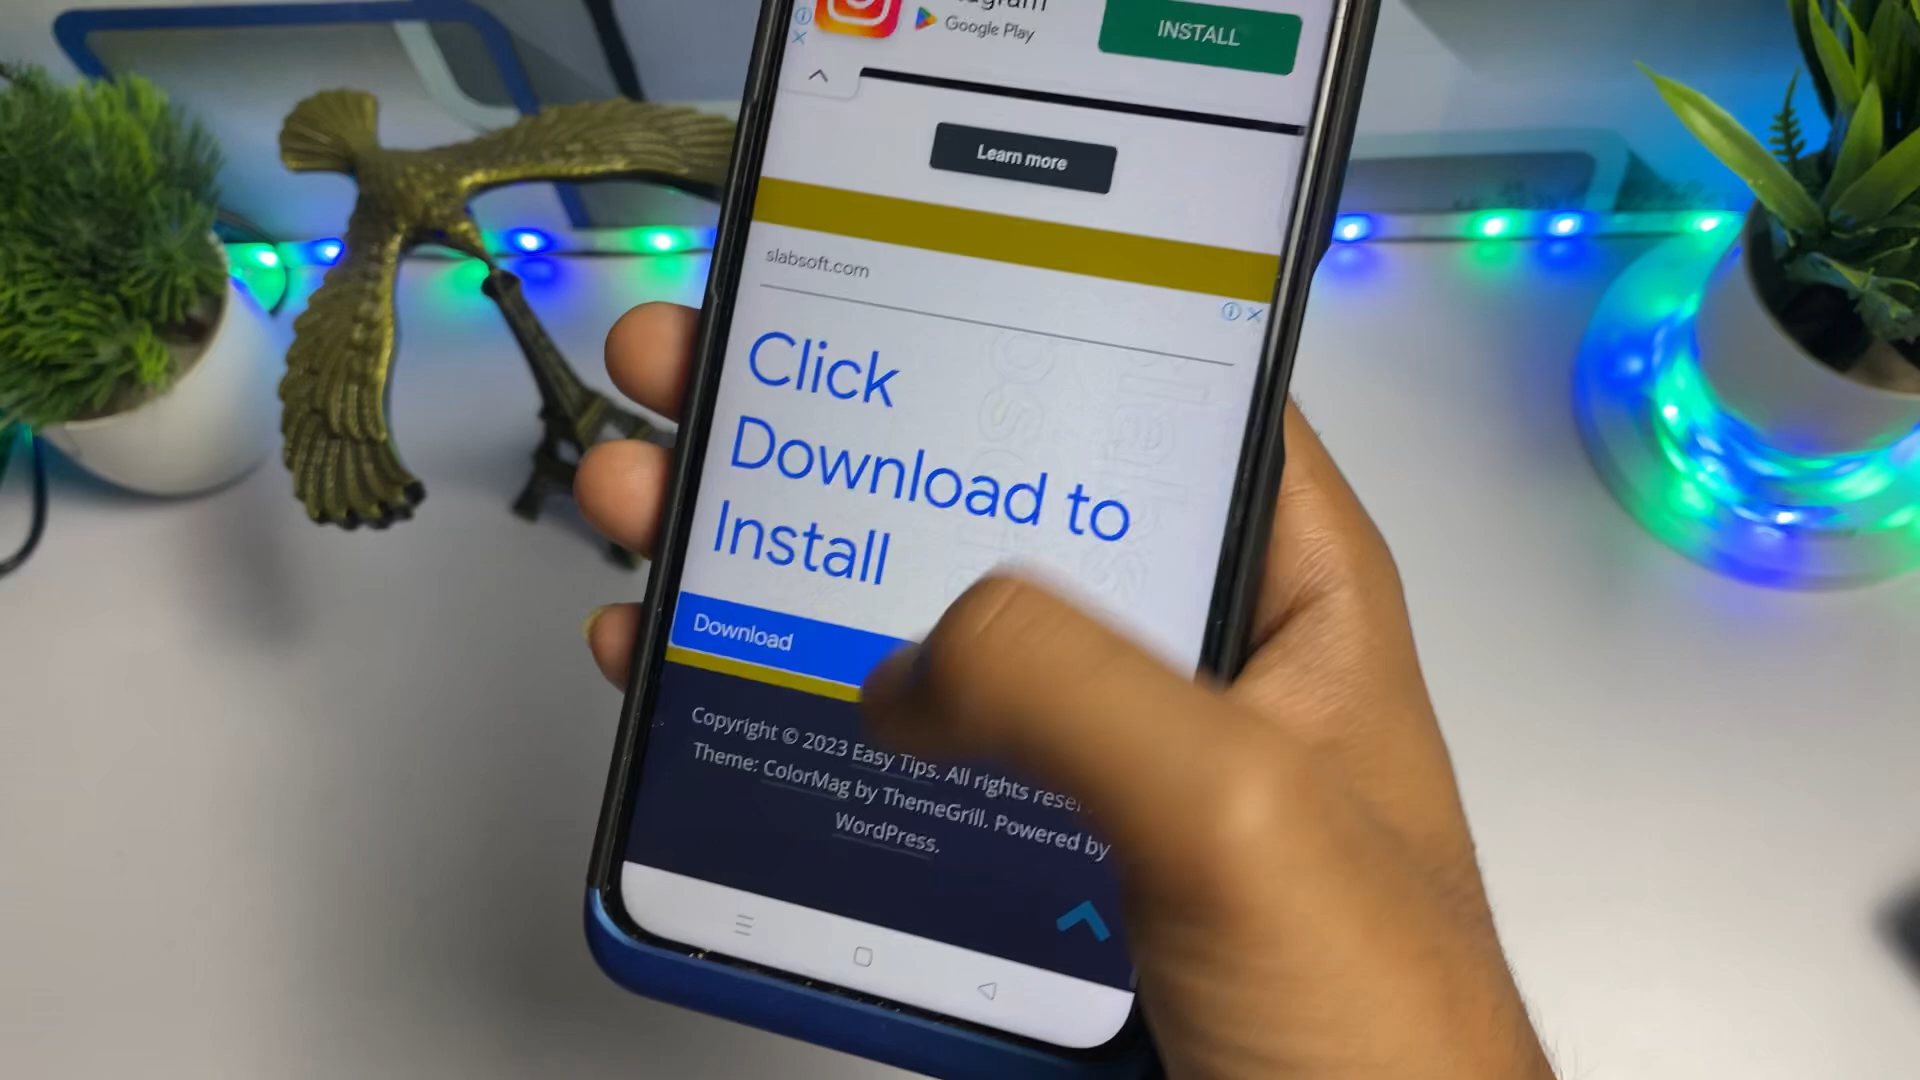 Google Play
INSTALL
Learn more
slabsoft.com
Click
Download to
Install
Download
Copyright © 2023 Easy Tips. All rights
Theme: ColorMag by ThemeGrill. Powered by
WordPress.